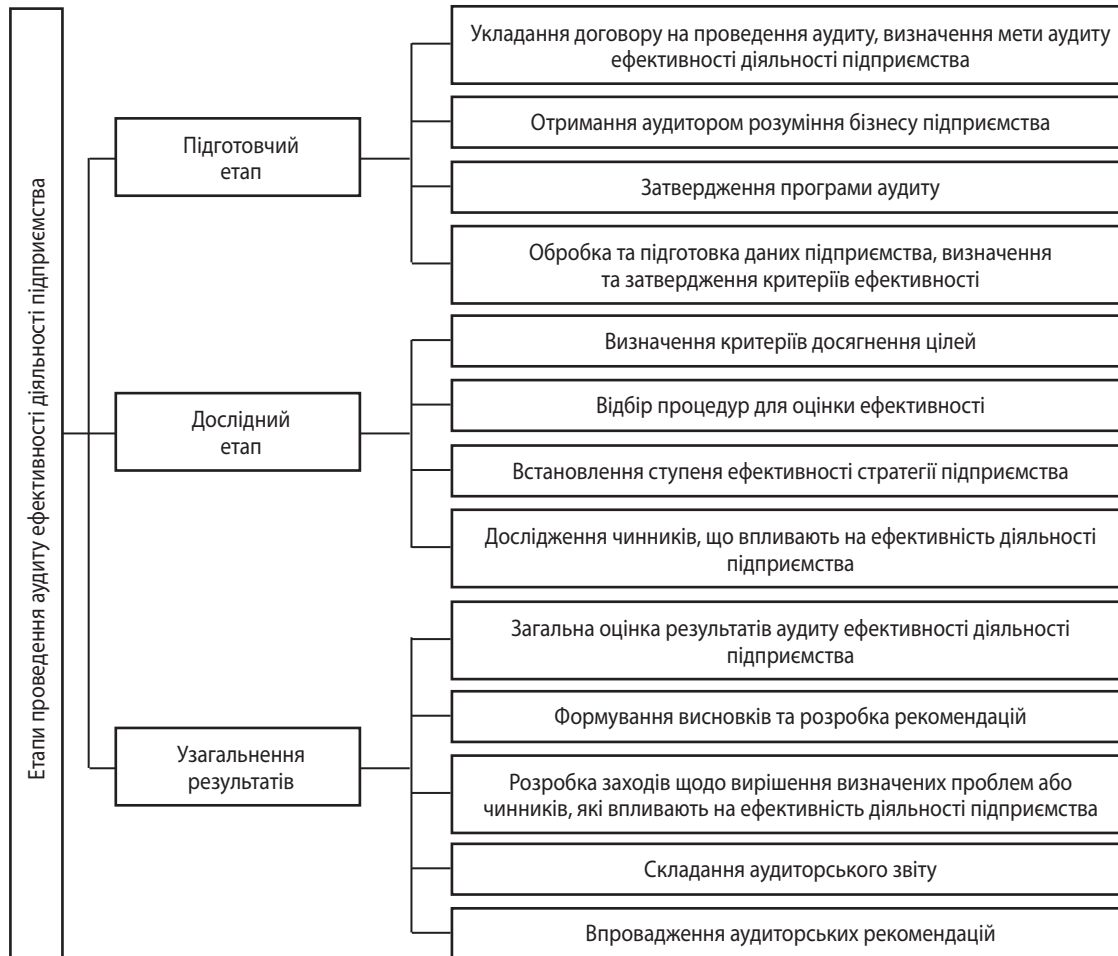 Етапи проведення аудиту ефективності діяльності підприємства
Підготовчий
етап
Укладання договору на проведення аудиту, визначення мети аудиту
ефективності діяльності підприємства
Отримання аудитором розуміння бізнесу підприємства
Затвердження програми аудиту
Обробка та підготовка даних підприємства, визначення
та затвердження критеріїв ефективності
Дослідний
етап
Визначення критеріїв досягнення цілей
Відбір процедур для оцінки ефективності
Встановлення ступеня ефективності стратегії підприємства
Дослідження чинників, що впливають на ефективність діяльності
підприємства
Узагальнення
результатів
Загальна оцінка результатів аудиту ефективності діяльності
підприємства
Формування висновків та розробка рекомендацій
Розробка заходів щодо вирішення визначених проблем або
чинників, які впливають на ефективність діяльності підприємства
Складання аудиторського звіту
Впровадження аудиторських рекомендацій